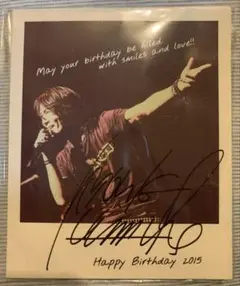 May your birthday be filled
with smiles and love!!
Happy Birthday 2015